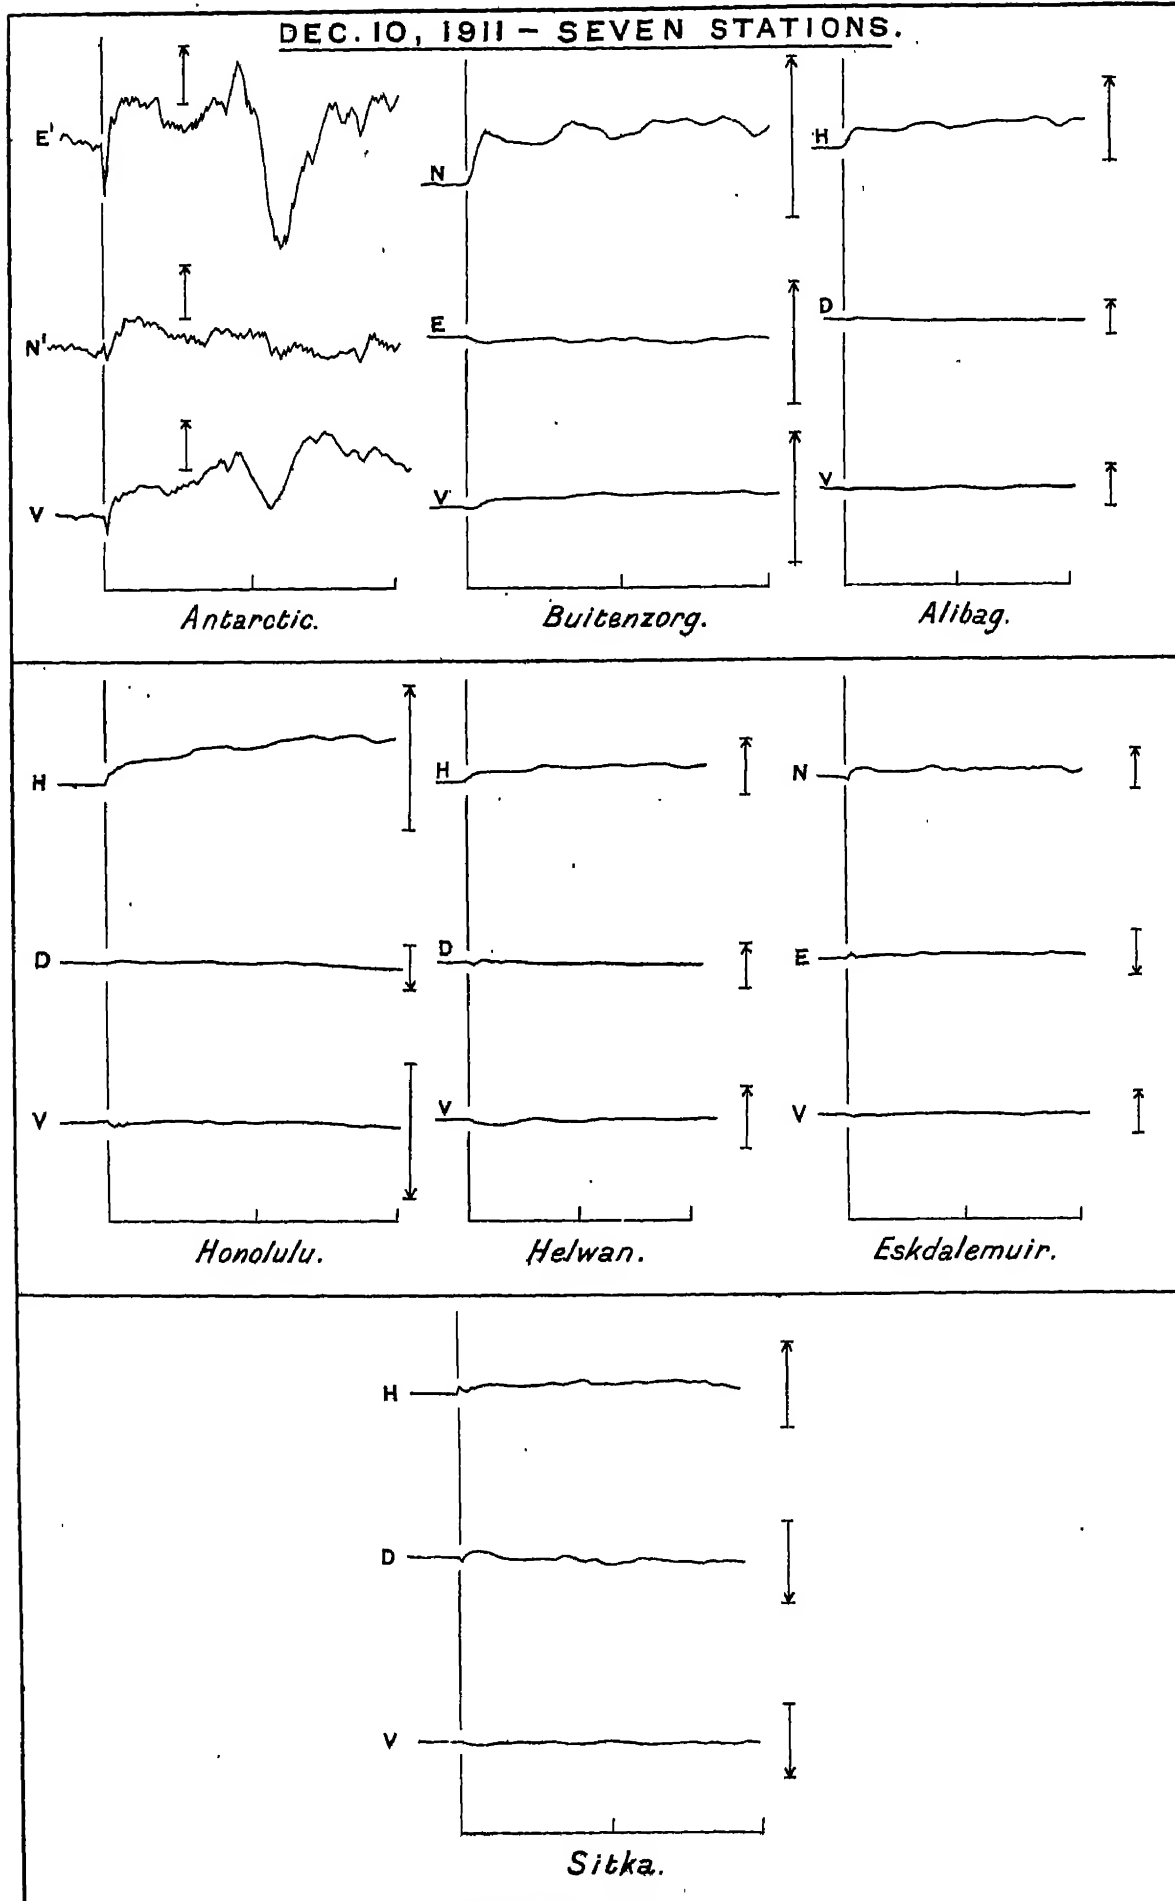 DEC. 10, 1911 – SEVEN STATIONS.
E'
N'
V
Antarctic.
N
E
V
Buitenzorg.
H
D
V
Alibag.
H
D
V
Honolulu.
H
D
V
Helwan.
N
E
V
Eskdalemuir.
H
D
V
Sitka.